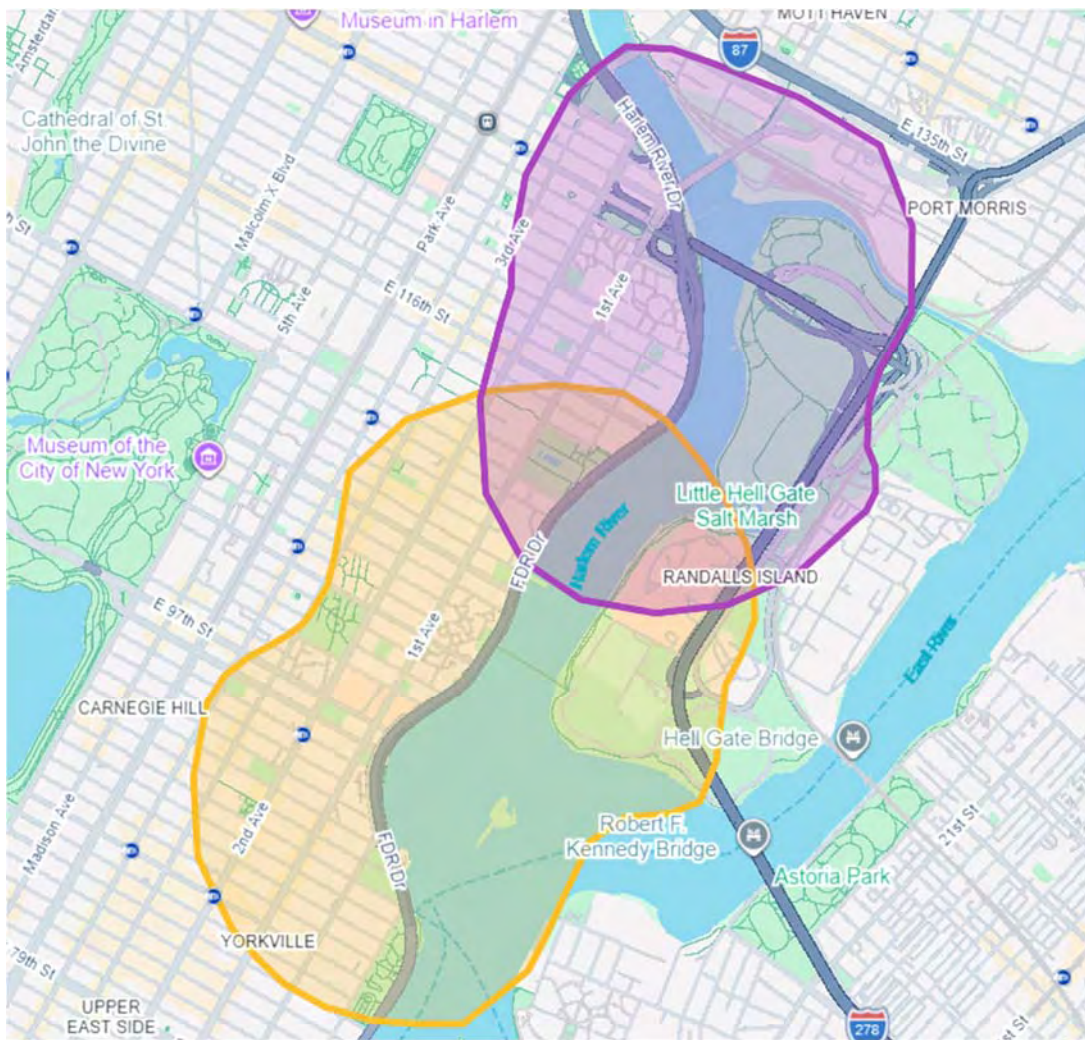 Museum in Harlem
MOTT HAVEN
87
Amsterdam
Cathedral of St.
John the Divine
Malcolm X Blvd
Park Ave
Harlem River Dr
E 135th St
PORT MORRIS
3rd Ave
5th Ave
E 116th St
1st Ave
Museum of the
City of New York
Little Hell Gate
Salt Marsh
Harlem River
FDR Dr
RANDALLS ISLAND
E 97th St
1st Ave
East River
CARNEGIE HILL
Hell Gate Bridge
Madison Ave
2nd Ave
FDR Dr
Robert F.
Kennedy Bridge
21st St
Astoria Park
YORKVILLE
E 79th St
UPPER
EAST SIDE
278